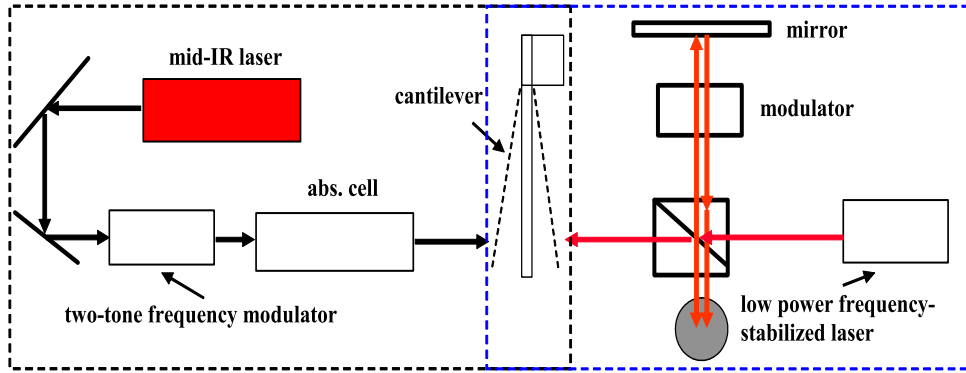 mid-IR laser
cantilever
mirror
modulator
abs. cell
two-tone frequency modulator
low power frequency-
stabilized laser